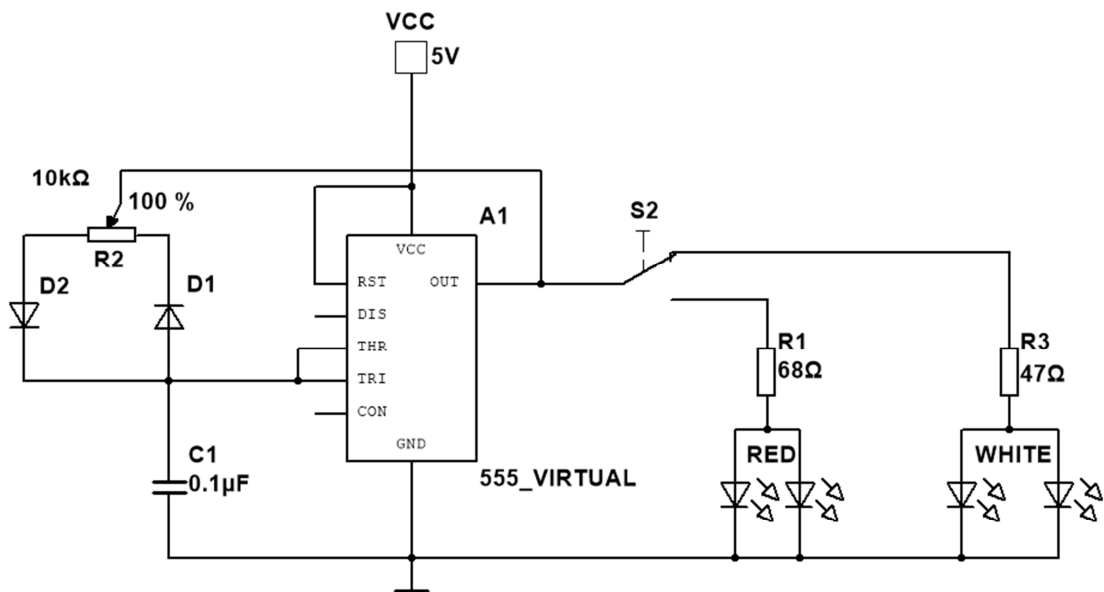 VCC
5V
10kΩ
100 %
R2
D2
D1
A1
S2
VCC
RST
OUT
DIS
THR
TRI
CON
GND
555_VIRTUAL
C1
0.1µF
R1
68Ω
R3
47Ω
RED
WHITE